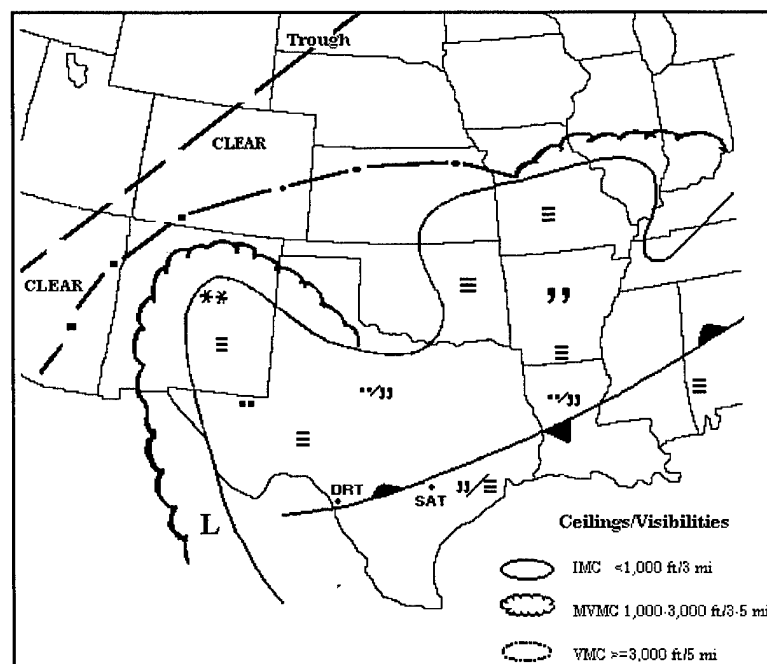 Trough
CLEAR
CLEAR
DRT
SAT
L
Ceilings/Visibilities
IMC <1,000 ft/3 mi
MVMC 1,000-3,000 ft/3-5 mi
VMC >=3,000 ft/5 mi